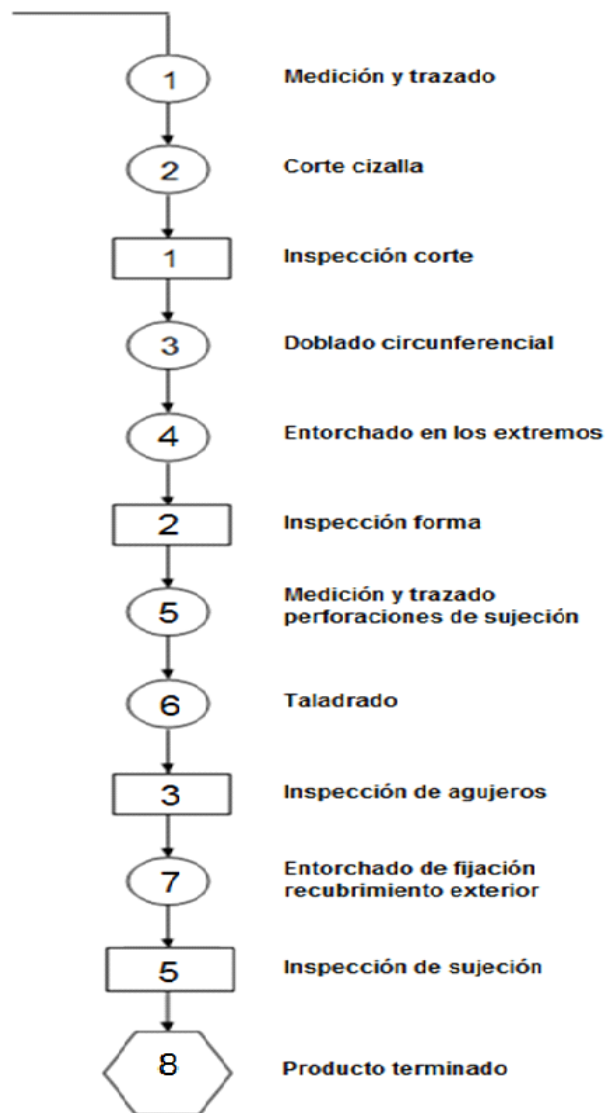 1 Medición y trazado
2 Corte cizalla
1 Inspección corte
3 Doblado circunferencial
4 Entorchado en los extremos
2 Inspección forma
5 Medición y trazado
perforaciones de sujeción
6 Taladrado
3 Inspección de agujeros
7 Entorchado de fijación
recubrimiento exterior
5 Inspección de sujeción
8 Producto terminado